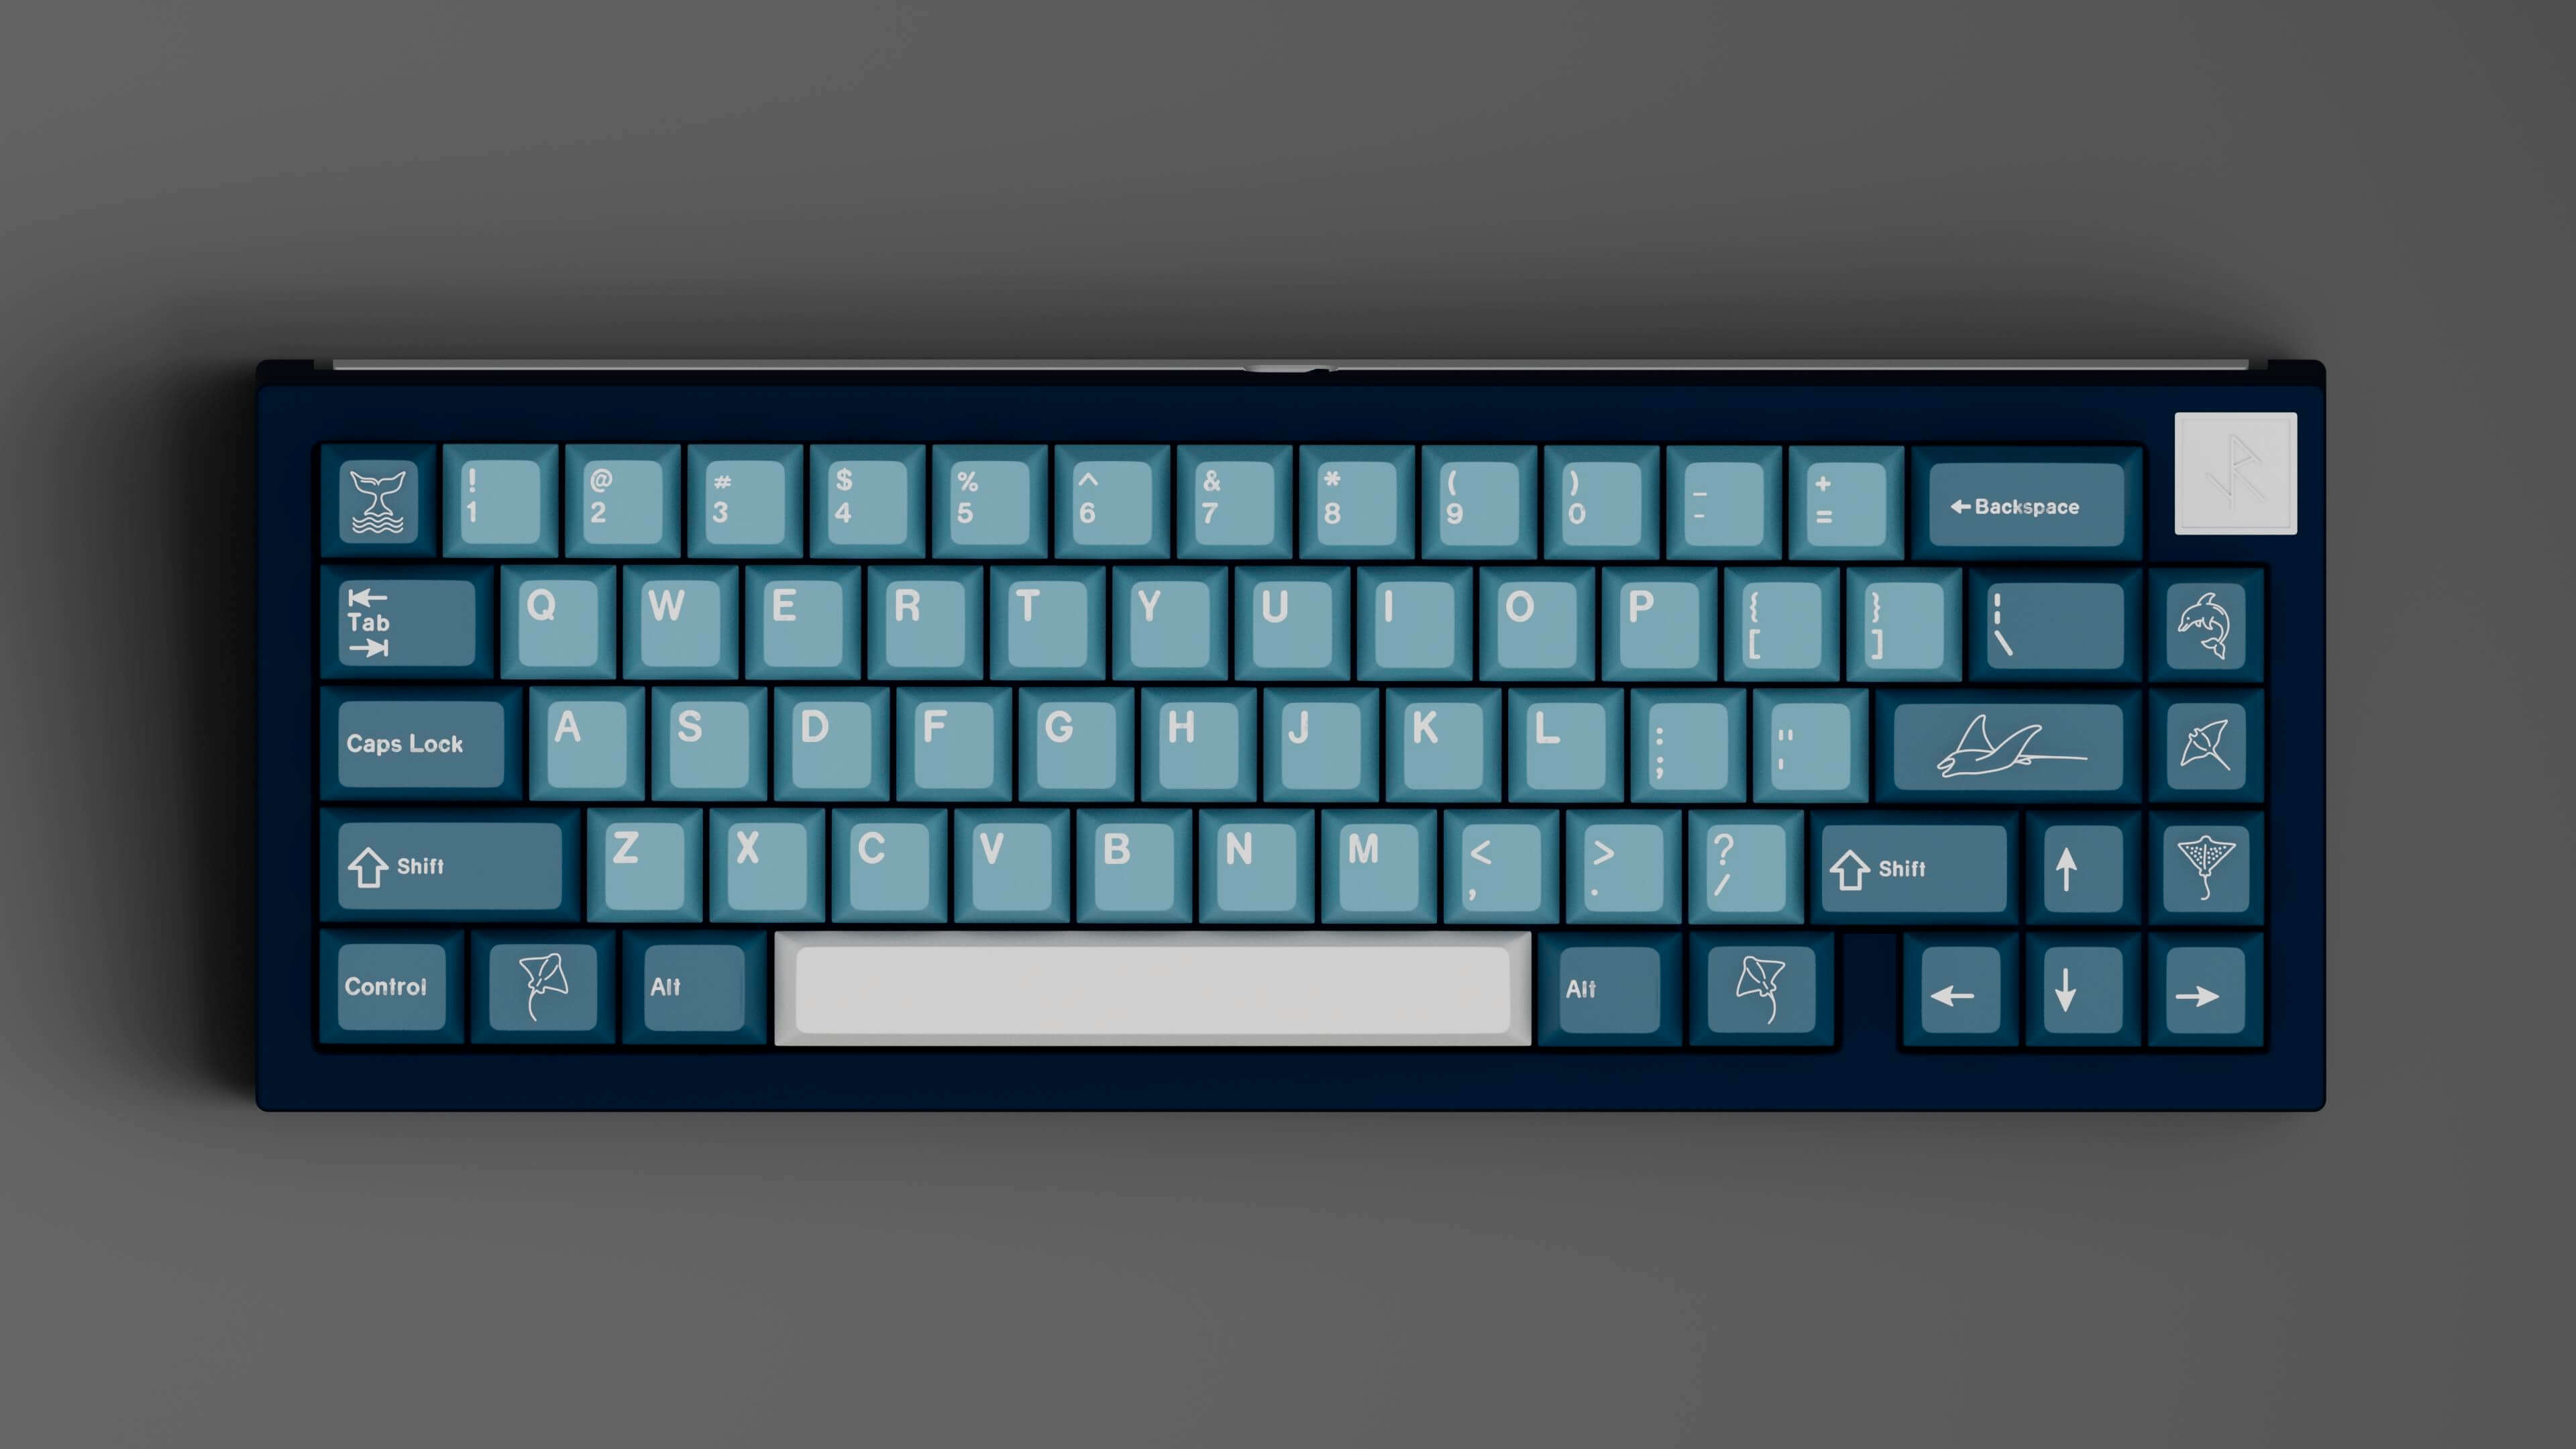 ! @ # $ % ^ & * ( ) _ +
1 2 3 4 5 6 7 8 9 0 - = ←Backspace
Tab Q W E R T Y U I O P { } ¦
[ ] \
Caps Lock A S D F G H J K L : "
; '
Shift Z X C V B N M < > ? Shift ↑
, . /
Control Alt Alt ← ↓ →